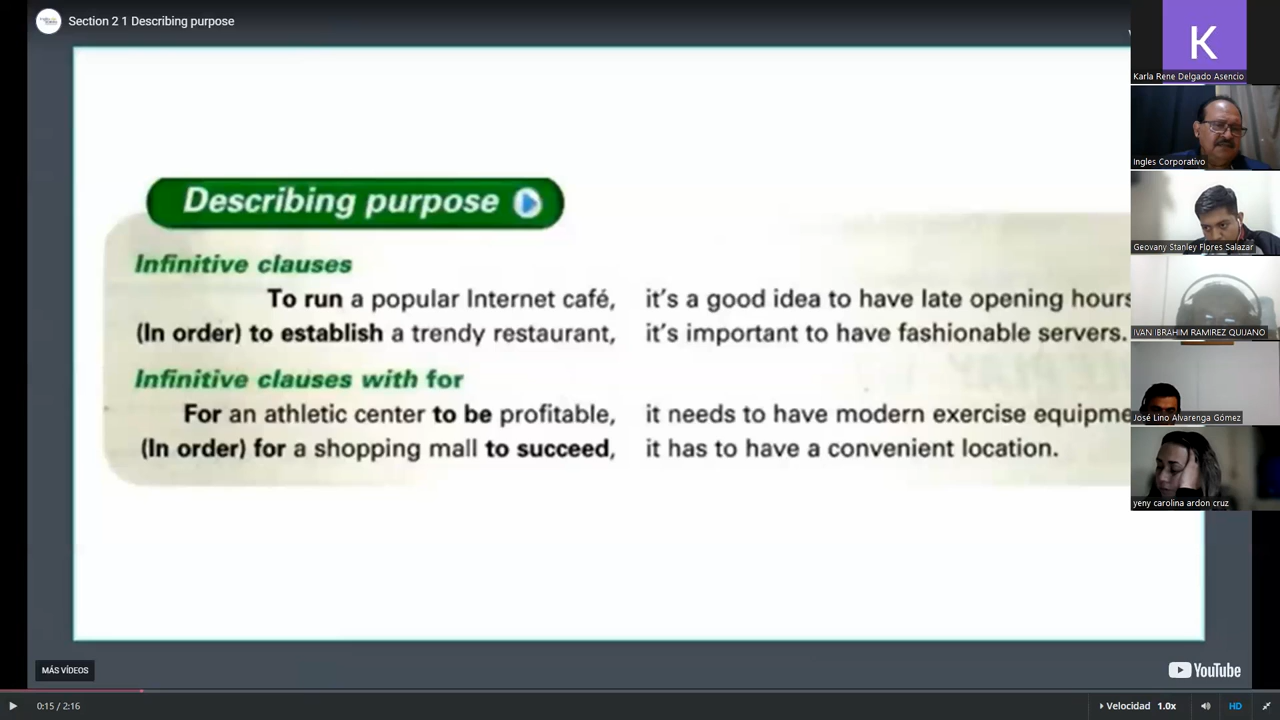 Section 2 1 Describing purpose
Describing purpose
Infinitive clauses
To run a popular Internet café, it's a good idea to have late opening hours
(In order) to establish a trendy restaurant, it's important to have fashionable servers.
Infinitive clauses with for
For an athletic center to be profitable, it needs to have modern exercise equipme
(In order) for a shopping mall to succeed, it has to have a convenient location.
K
Karla Rene Delgado Asencio
Ingles Corporativo
Geovany Stanley Flores Salazar
IVAN IBRAHIM RAMIREZ QUIJANO
José Lino Alvarenga Gómez
yeny carolina ardon cruz
MÁS VÍDEOS
YouTube
0:15 / 2:16
Velocidad 1.0x
HD